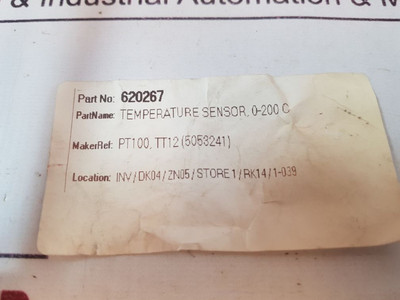 & Industrial Automation & M
Part No: 620267
PartName: TEMPERATURE SENSOR, 0-200 C
MakerRef: PT100, TT12 (5053241)
Location: INV/DK04/ZN05/STORE1/RK14/1-039